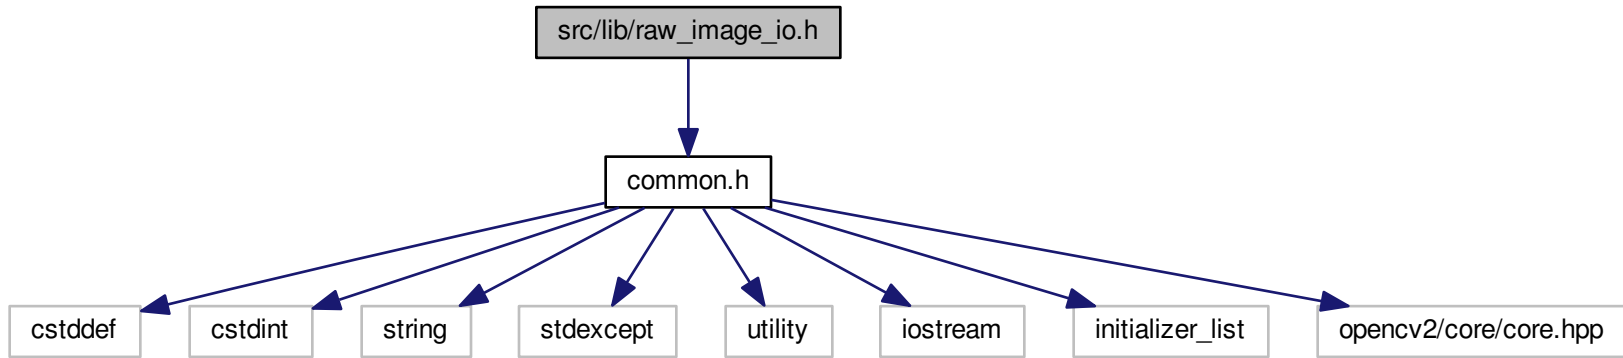 src/lib/raw_image_io.h
common.h
cstddef
cstdint
string
stdexcept
utility
iostream
initializer_list
opencv2/core/core.hpp